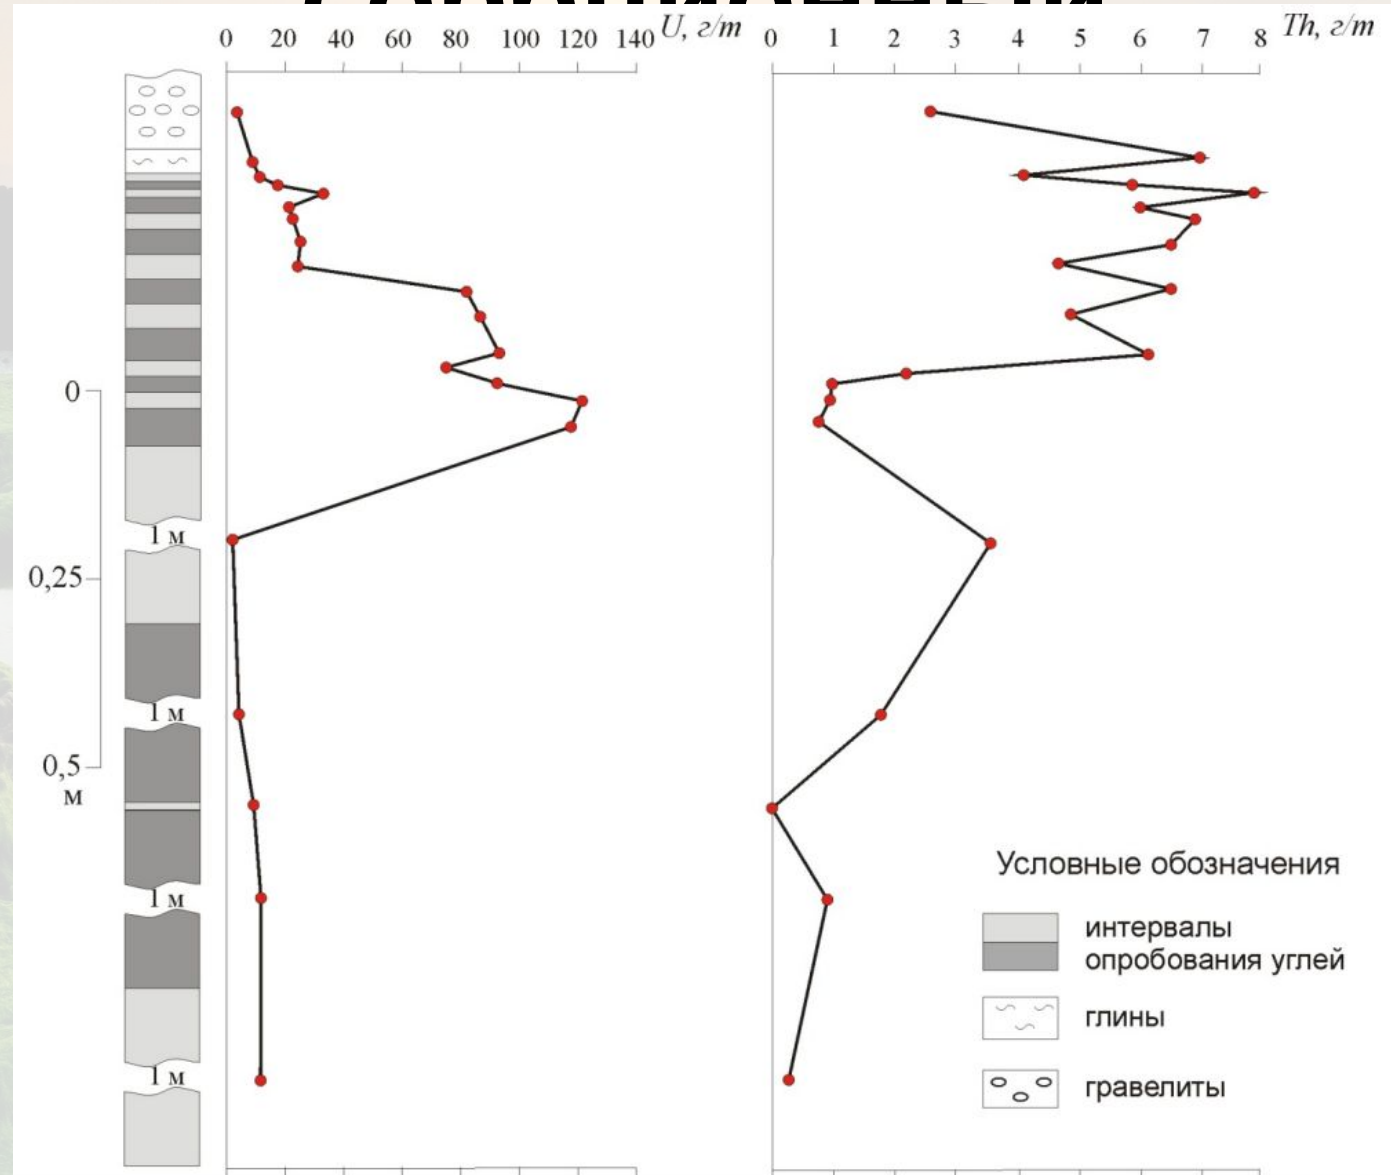 0 20 40 60 80 100 120 140 U, г/т
0 1 2 3 4 5 6 7 8 Th, г/т
0
1 м
0,25
1 м
0,5
м
1 м
1 м
Условные обозначения
интервалы
опробования углей
глины
гравелиты